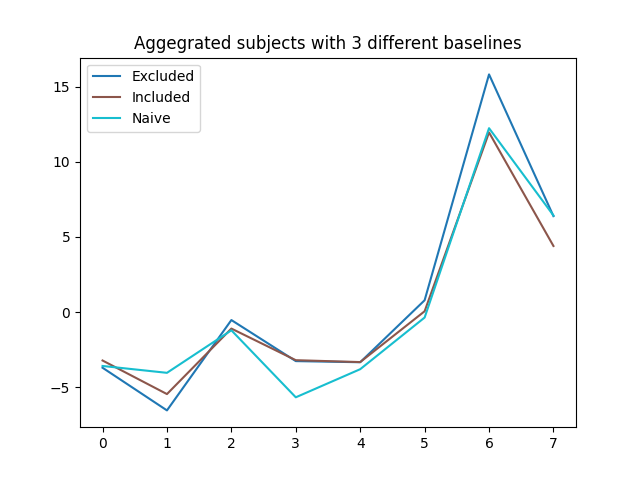 Aggegrated subjects with 3 different baselines
Excluded
Included
Naive
15
10
5
0
−5
0 1 2 3 4 5 6 7